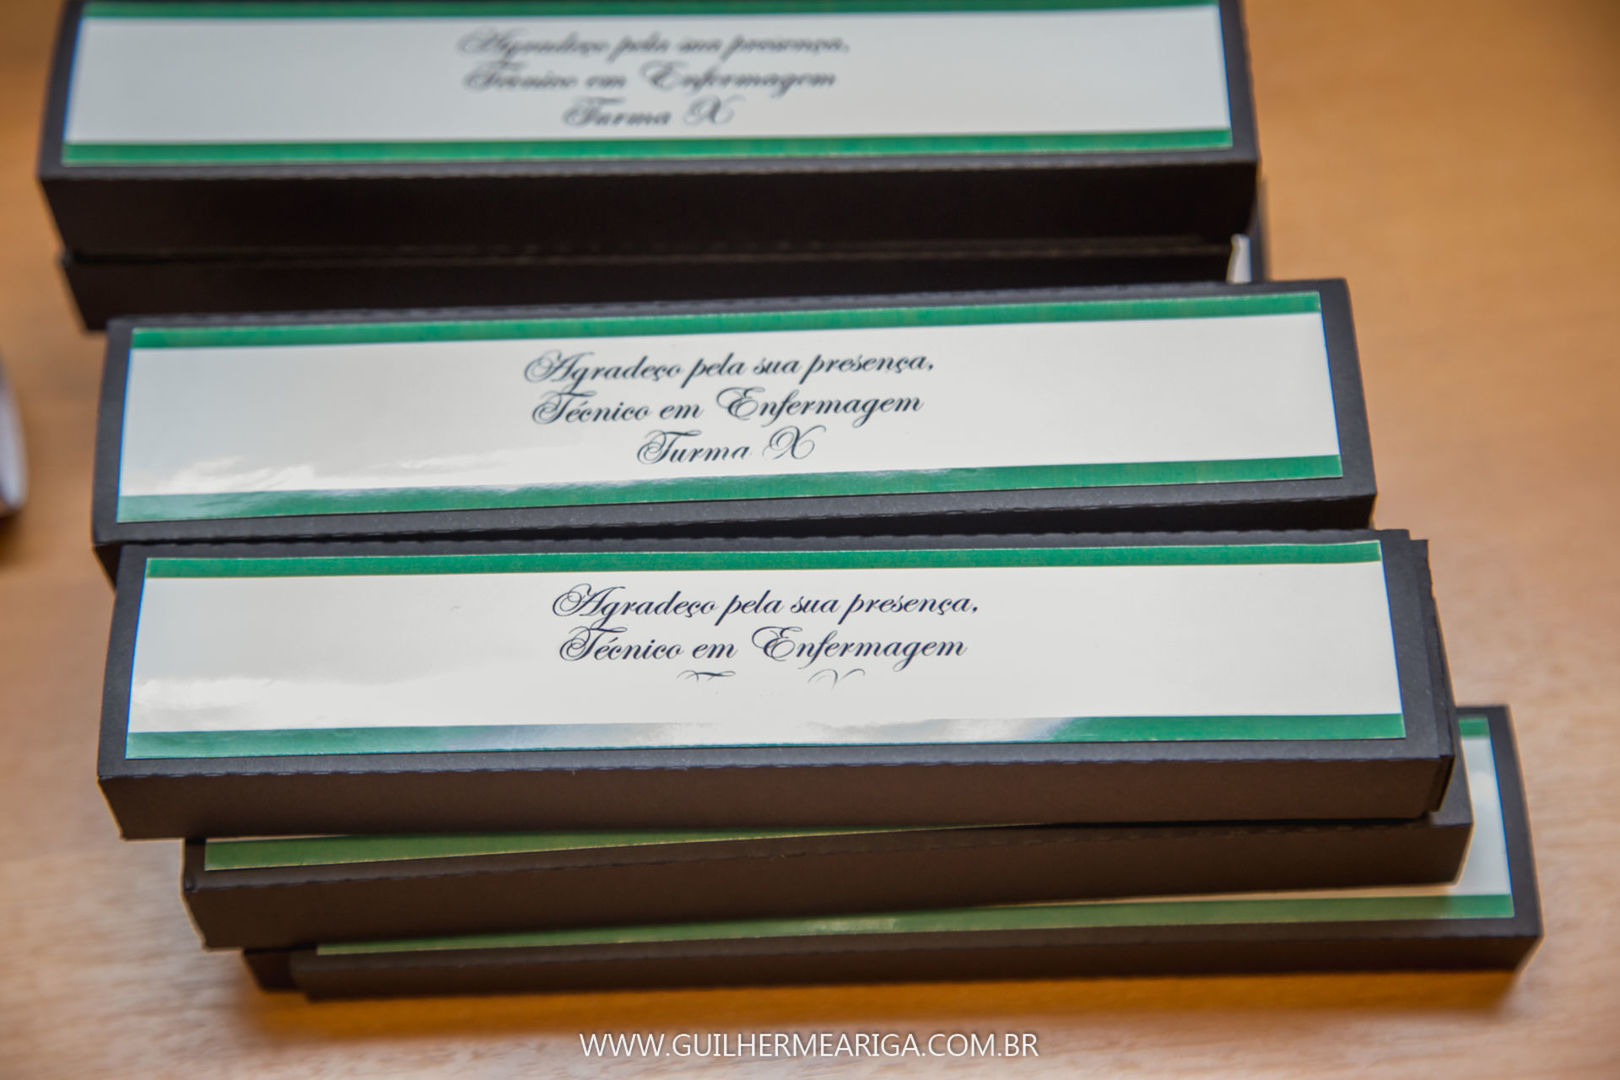 Agradeço pela sua presença,
Técnico em Enfermagem
Turma X
Agradeço pela sua presença,
Técnico em Enfermagem
Turma X
Agradeço pela sua presença,
Técnico em Enfermagem
WWW.GUILHERMEARIGA.COM.BR